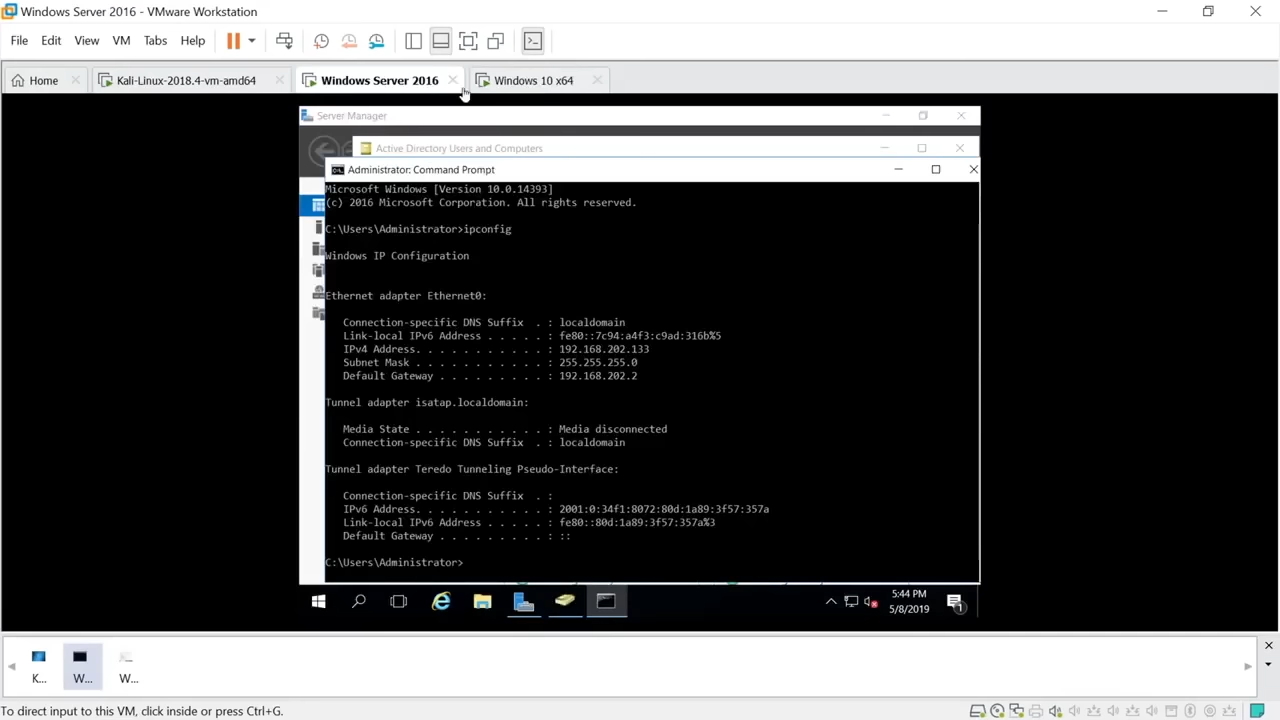 Windows Server 2016 - VMware Workstation
File Edit View VM Tabs Help
Home Kali-Linux-2018.4-vm-amd64 Windows Server 2016 Windows 10 x64
Server Manager
Active Directory Users and Computers
Administrator: Command Prompt
Microsoft Windows [Version 10.0.14393]
(c) 2016 Microsoft Corporation. All rights reserved.
C:\Users\Administrator>ipconfig
Windows IP Configuration
Ethernet adapter Ethernet0:
Connection-specific DNS Suffix . : localdomain
Link-local IPv6 Address . . . . . : fe80::7c94:a4f3:c9ad:316b%5
IPv4 Address. . . . . . . . . . . : 192.168.202.133
Subnet Mask . . . . . . . . . . . : 255.255.255.0
Default Gateway . . . . . . . . . : 192.168.202.2
Tunnel adapter isatap.localdomain:
Media State . . . . . . . . . . . : Media disconnected
Connection-specific DNS Suffix . : localdomain
Tunnel adapter Teredo Tunneling Pseudo-Interface:
Connection-specific DNS Suffix . :
IPv6 Address. . . . . . . . . . . : 2001:0:34f1:8072:80d:1a89:3f57:357a
Link-local IPv6 Address . . . . . : fe80::80d:1a89:3f57:357a%3
Default Gateway . . . . . . . . . : ::
C:\Users\Administrator>
5:44 PM
5/8/2019
1
K... W... W...
To direct input to this VM, click inside or press Ctrl+G.